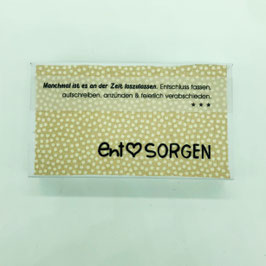 Manchmal ist es an der Zeit loszulassen. Entschluss fassen,
aufschreiben, anzünden & feierlich verabschieden.
★ ★ ★
ent♡SORGEN